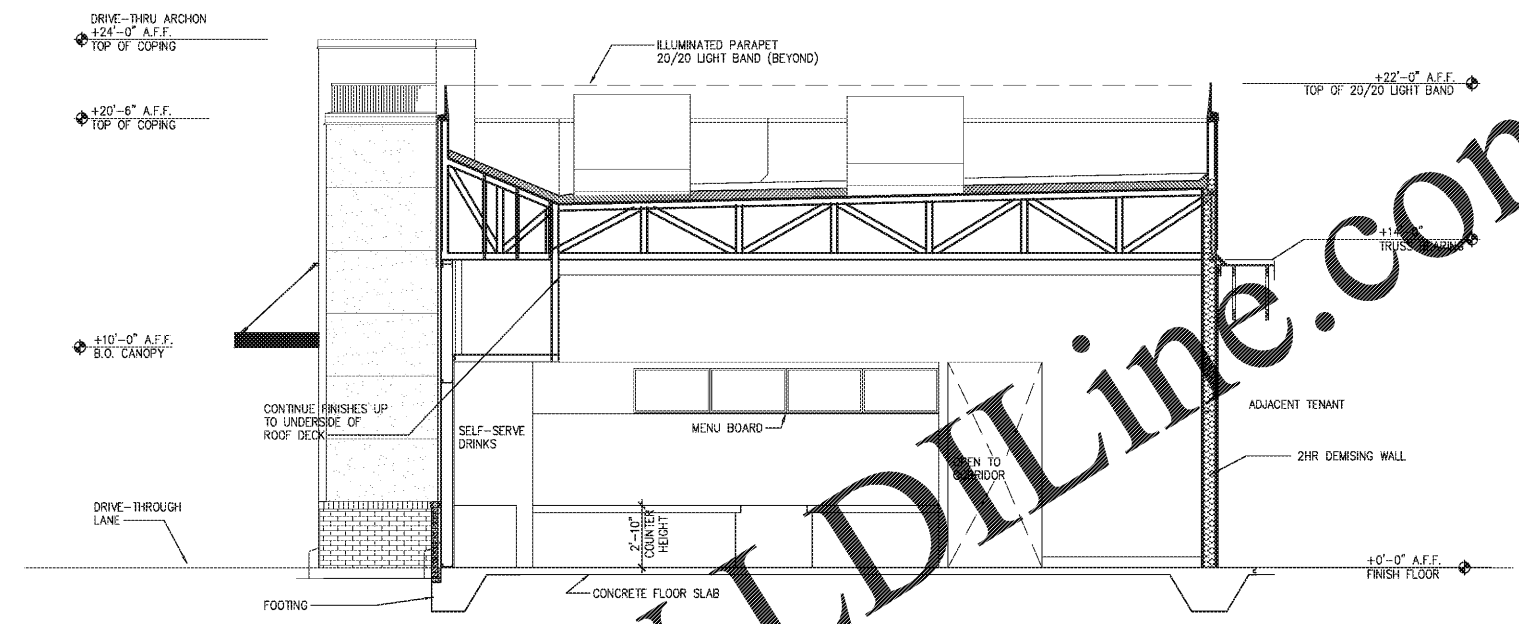 DRIVE-THRU ARCHON
+24'-0" A.F.F.
TOP OF COPING
ILLUMINATED PARAPET
20/20 LIGHT BAND (BEYOND)
+22'-0" A.F.F.
TOP OF 20/20 LIGHT BAND
+20'-6" A.F.F.
TOP OF COPING
TRUSS BEARING
+10'-0" A.F.F.
B.O. CANOPY
CONTINUE FINISHES UP
TO UNDERSIDE OF
ROOF DECK
SELF-SERVE
DRINKS
MENU BOARD
ADJACENT TENANT
OPEN TO
CORRIDOR
2HR DEMISING WALL
DRIVE-THROUGH
LANE
2'-10"
COUNTER
HEIGHT
+0'-0" A.F.F.
FINISH FLOOR
FOOTING
CONCRETE FLOOR SLAB
LDILine.com